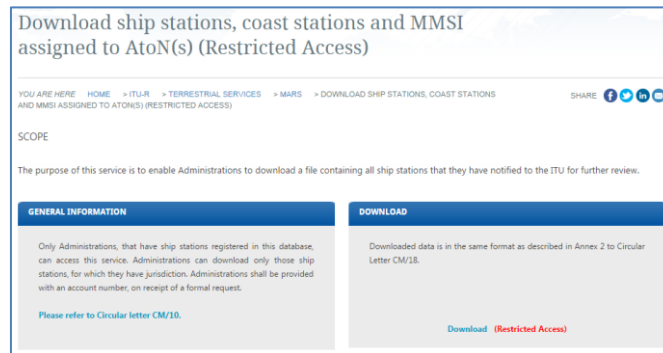 Download ship stations, coast stations and MMSI
assigned to AtoN(s) (Restricted Access)
YOU ARE HERE HOME > ITU-R > TERRESTRIAL SERVICES > MARS > DOWNLOAD SHIP STATIONS, COAST STATIONS
AND MMSI ASSIGNED TO ATON(S) (RESTRICTED ACCESS)
SHARE
SCOPE
The purpose of this service is to enable Administrations to download a file containing all ship stations that they have notified to the ITU for further review.
GENERAL INFORMATION
Only Administrations, that have ship stations registered in this database,
can access this service. Administrations can download only those ship
stations, for which they have jurisdiction. Administrations shall be provided
with an account number, on receipt of a formal request.
Please refer to Circular letter CM/10.
DOWNLOAD
Downloaded data is in the same format as described in Annex 2 to Circular
Letter CM/18.
Download (Restricted Access)